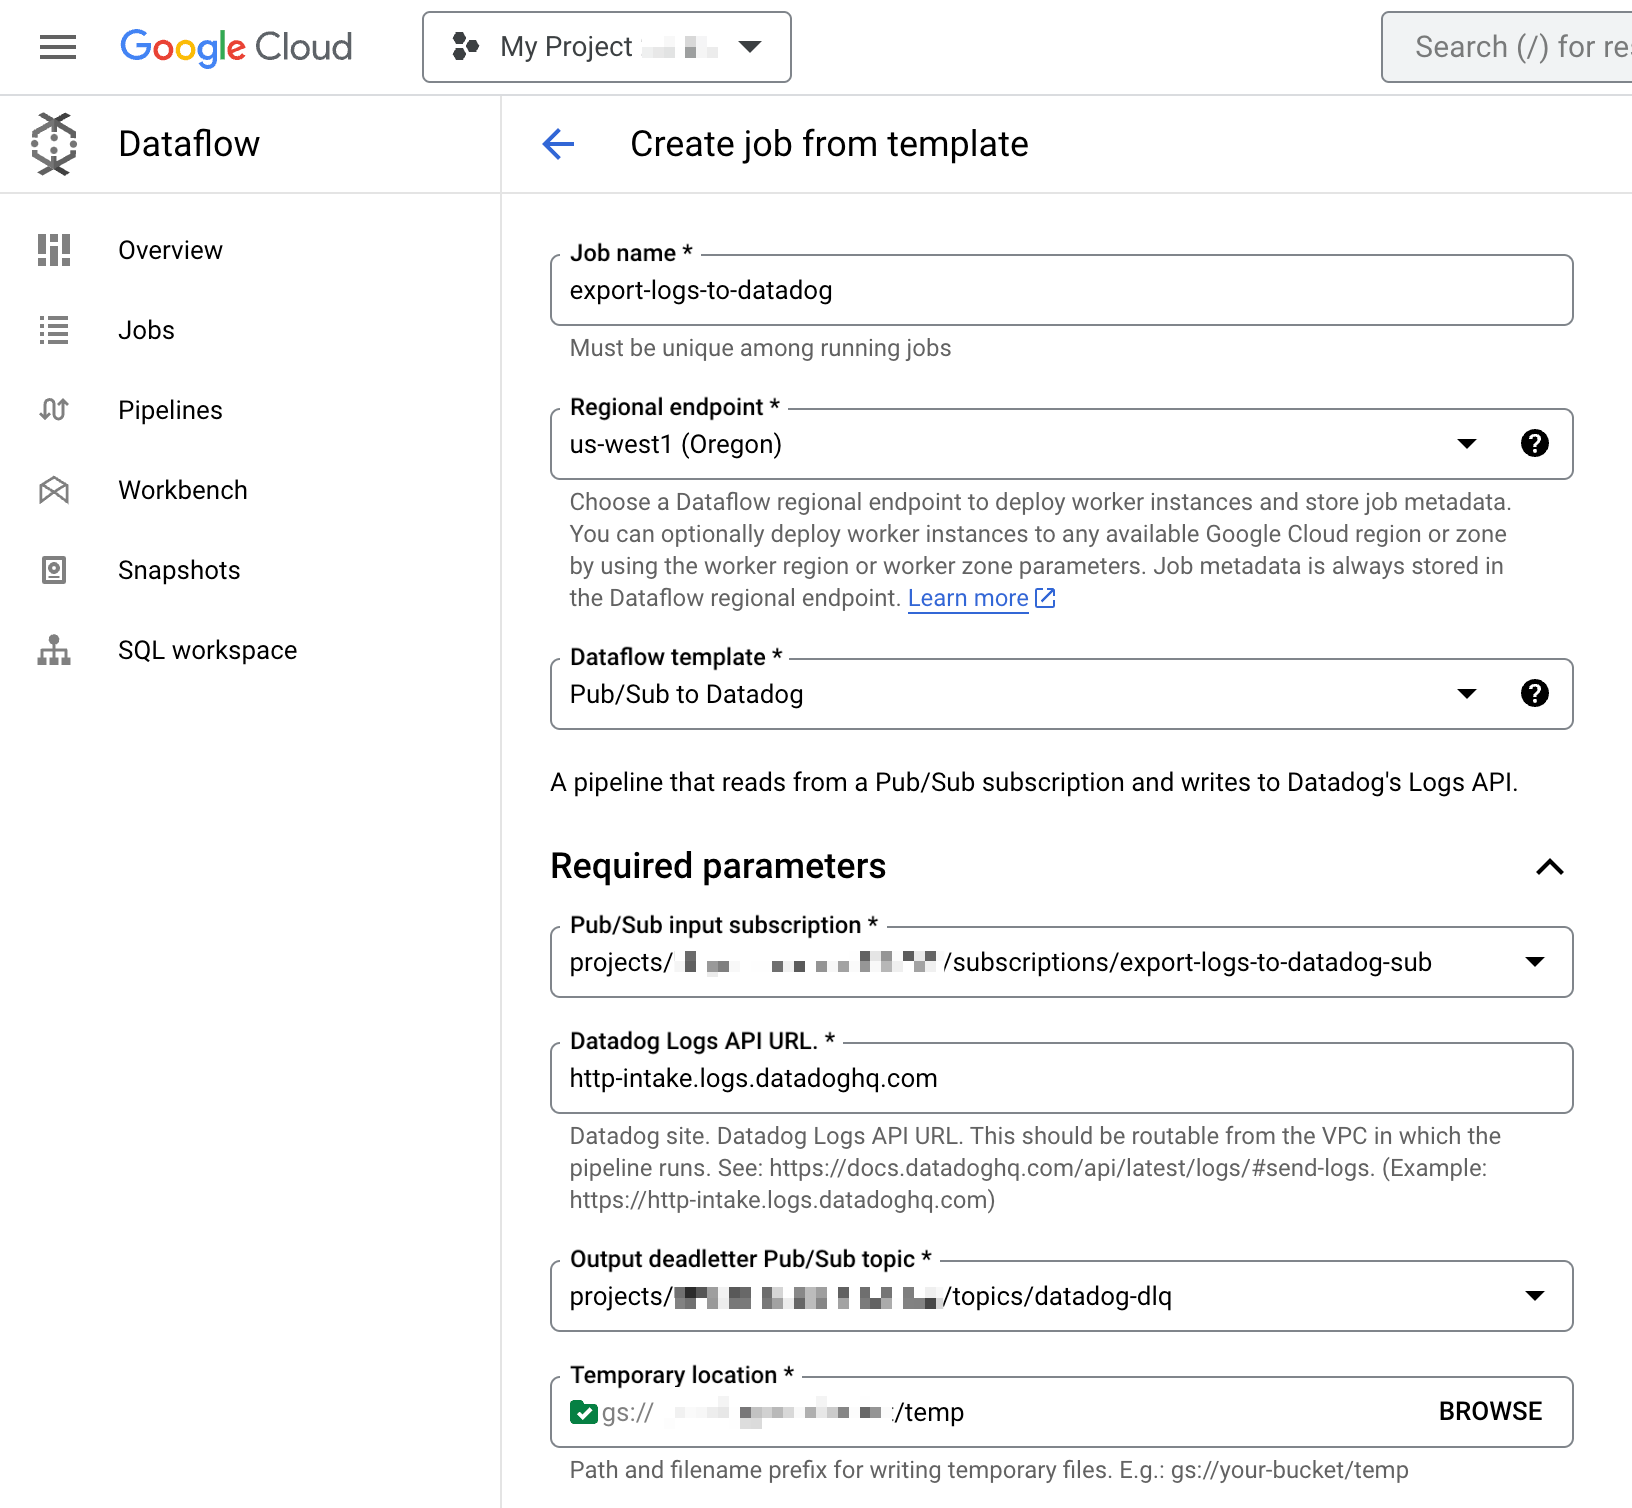 Google Cloud
My Project
Search (/) for re
Dataflow
Create job from template
Overview
Jobs
Pipelines
Workbench
Snapshots
SQL workspace
Job name *
export-logs-to-datadog
Must be unique among running jobs
Regional endpoint *
us-west1 (Oregon)
Choose a Dataflow regional endpoint to deploy worker instances and store job metadata.
You can optionally deploy worker instances to any available Google Cloud region or zone
by using the worker region or worker zone parameters. Job metadata is always stored in
the Dataflow regional endpoint. Learn more
Dataflow template *
Pub/Sub to Datadog
A pipeline that reads from a Pub/Sub subscription and writes to Datadog's Logs API.
Required parameters
Pub/Sub input subscription *
projects/ /subscriptions/export-logs-to-datadog-sub
Datadog Logs API URL. *
http-intake.logs.datadoghq.com
Datadog site. Datadog Logs API URL. This should be routable from the VPC in which the
pipeline runs. See: https://docs.datadoghq.com/api/latest/logs/#send-logs. (Example:
https://http-intake.logs.datadoghq.com)
Output deadletter Pub/Sub topic *
projects/ /topics/datadog-dlq
Temporary location *
gs:// /temp
BROWSE
Path and filename prefix for writing temporary files. E.g.: gs://your-bucket/temp